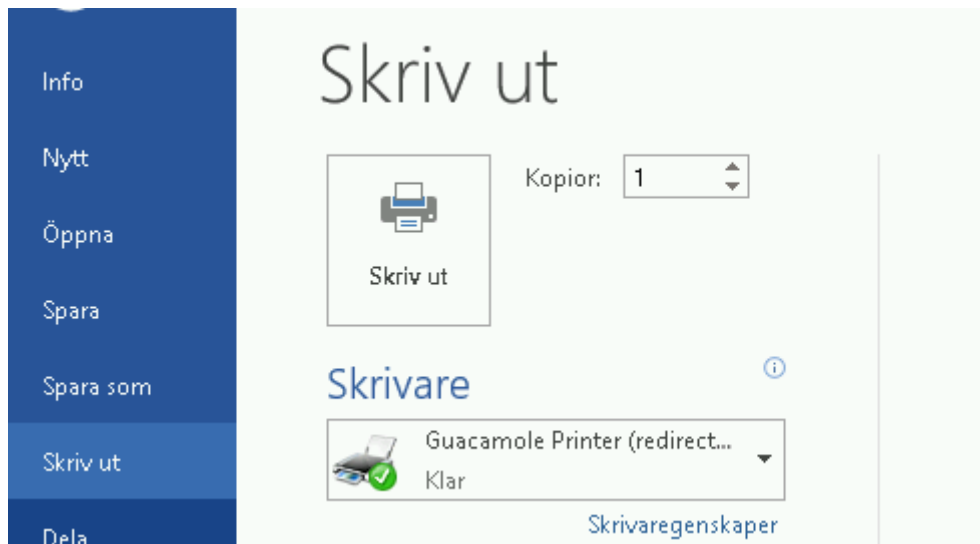 Info
Nytt
Öppna
Spara
Spara som
Skriv ut
Dela
Skriv ut
Kopior: 1
Skriv ut
Skrivare
Guacamole Printer (redirect...
Klar
Skrivaregenskaper